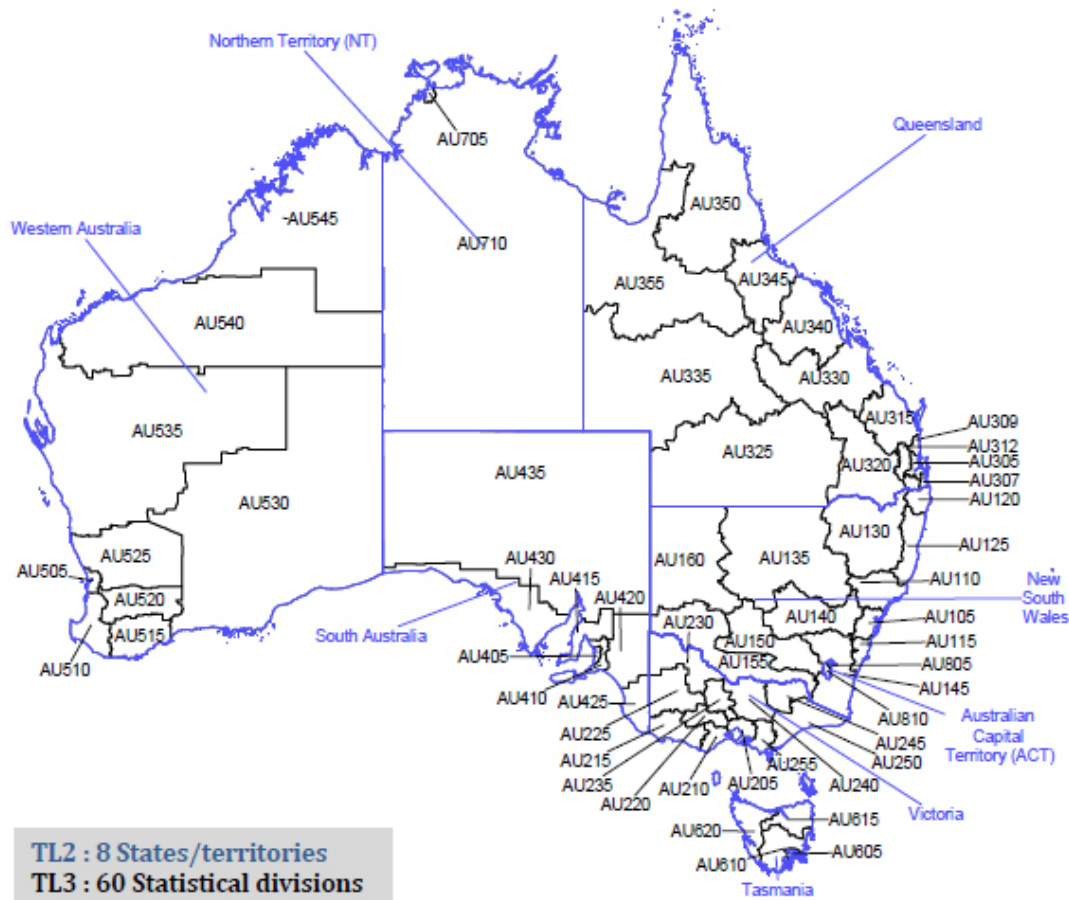 Northern Territory (NT)
Queensland
AU705
AU350
AU545
Western Australia
AU710
AU345
AU355
AU540
AU340
AU335
AU330
AU315
AU309
AU535
AU312
AU325
AU305
AU435
AU320
AU307
AU530
AU120
AU130
AU125
AU525
AU430
AU160
AU135
AU505
AU415
AU110
New
South
Wales
AU520
AU420
AU140
AU105
AU230
AU515
South Australia
AU150
AU115
AU405
AU155
AU805
AU510
AU145
AU410
AU425
AU810
Australian
Capital
Territory (ACT)
AU225
AU245
AU215
AU255
AU250
AU235
AU210
AU205
AU240
AU220
Victoria
AU615
AU620
AU605
AU610
Tasmania
TL2 : 8 States/territories
TL3 : 60 Statistical divisions